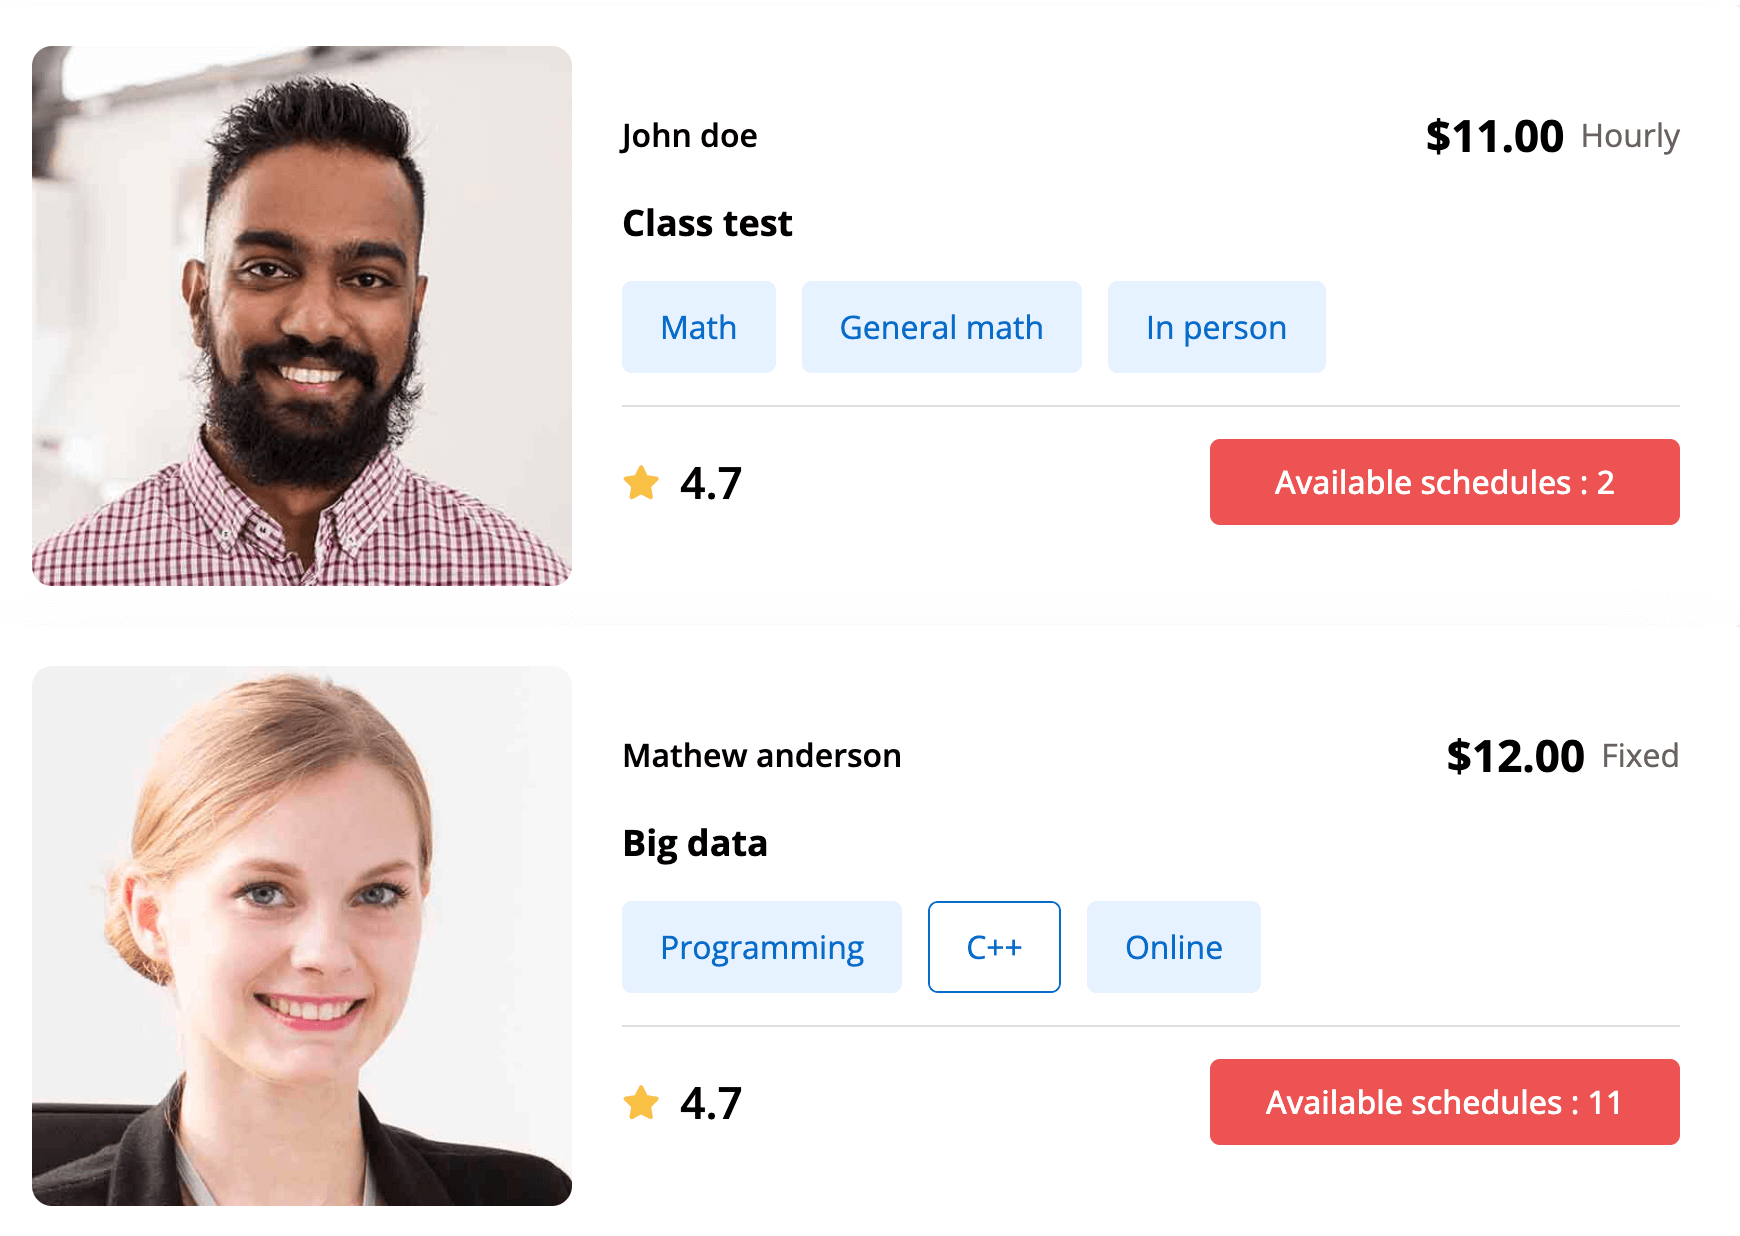 John doe
$11.00 Hourly
Class test
Math General math In person
4.7
Available schedules : 2
Mathew anderson
$12.00 Fixed
Big data
Programming C++ Online
4.7
Available schedules : 11